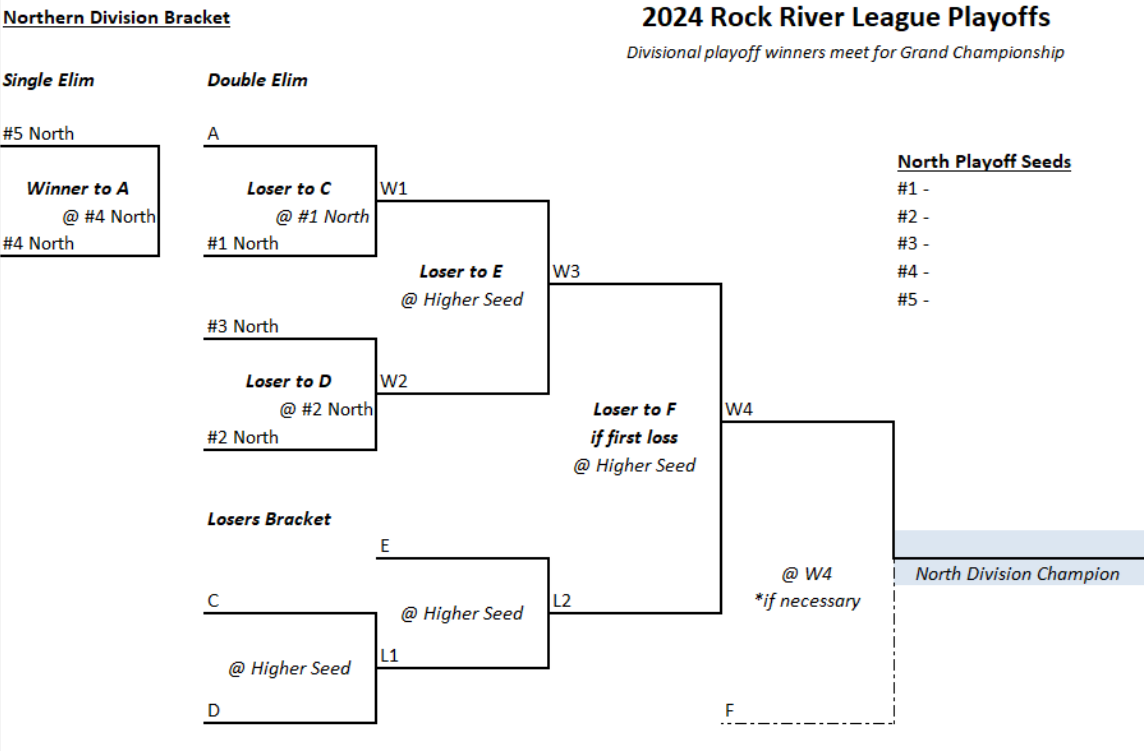 Northern Division Bracket
2024 Rock River League Playoffs
Divisional playoff winners meet for Grand Championship
Single Elim
Double Elim
#5 North
Winner to A
@ #4 North
#4 North
A
Loser to C
@ #1 North
#1 North
W1
Loser to E
@ Higher Seed
W3
#3 North
Loser to D
@ #2 North
#2 North
W2
Loser to F
if first loss
@ Higher Seed
W4
North Playoff Seeds
#1 -
#2 -
#3 -
#4 -
#5 -
Losers Bracket
E
@ Higher Seed
L2
C
@ Higher Seed
L1
D
@ W4
*if necessary
F
North Division Champion